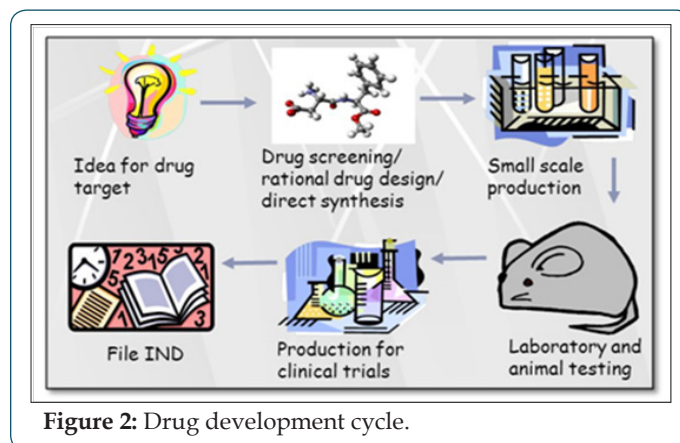 Idea for drug
target
Drug screening/
rational drug design/
direct synthesis
Small scale
production
Laboratory and
animal testing
Production for
clinical trials
File IND
Figure 2: Drug development cycle.